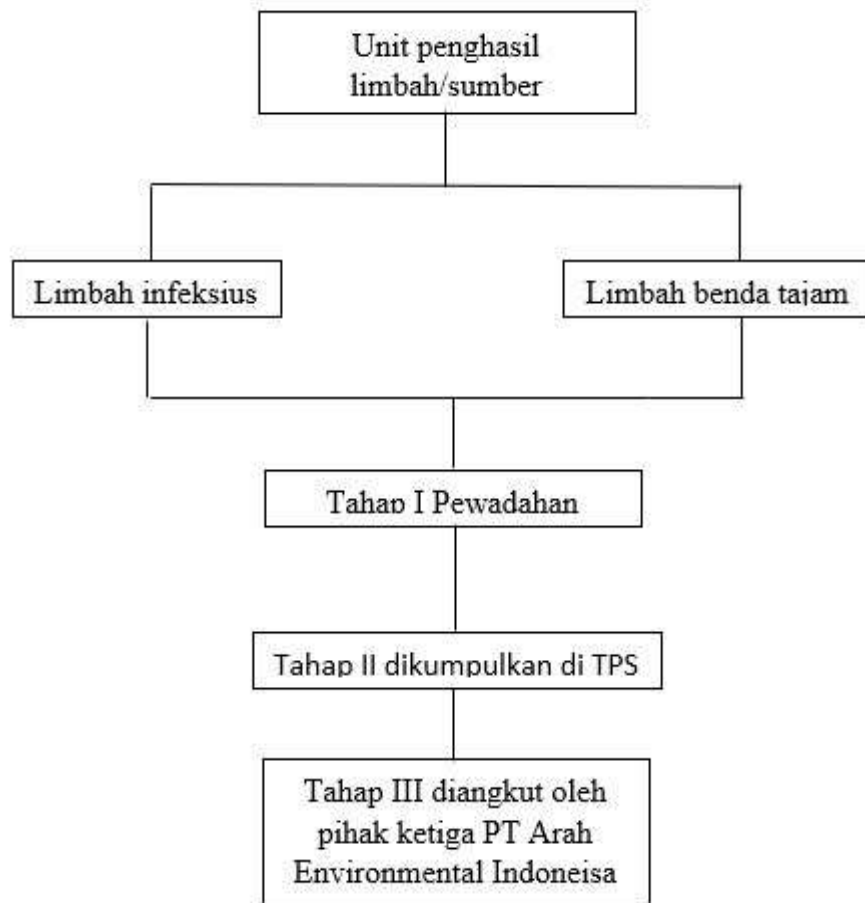 Unit penghasil
limbah/sumber
Limbah infeksius
Limbah benda tajam
Tahap I Pewadahan
Tahap II dikumpulkan di TPS
Tahap III diangkut oleh
pihak ketiga PT Arah
Environmental Indoneisa